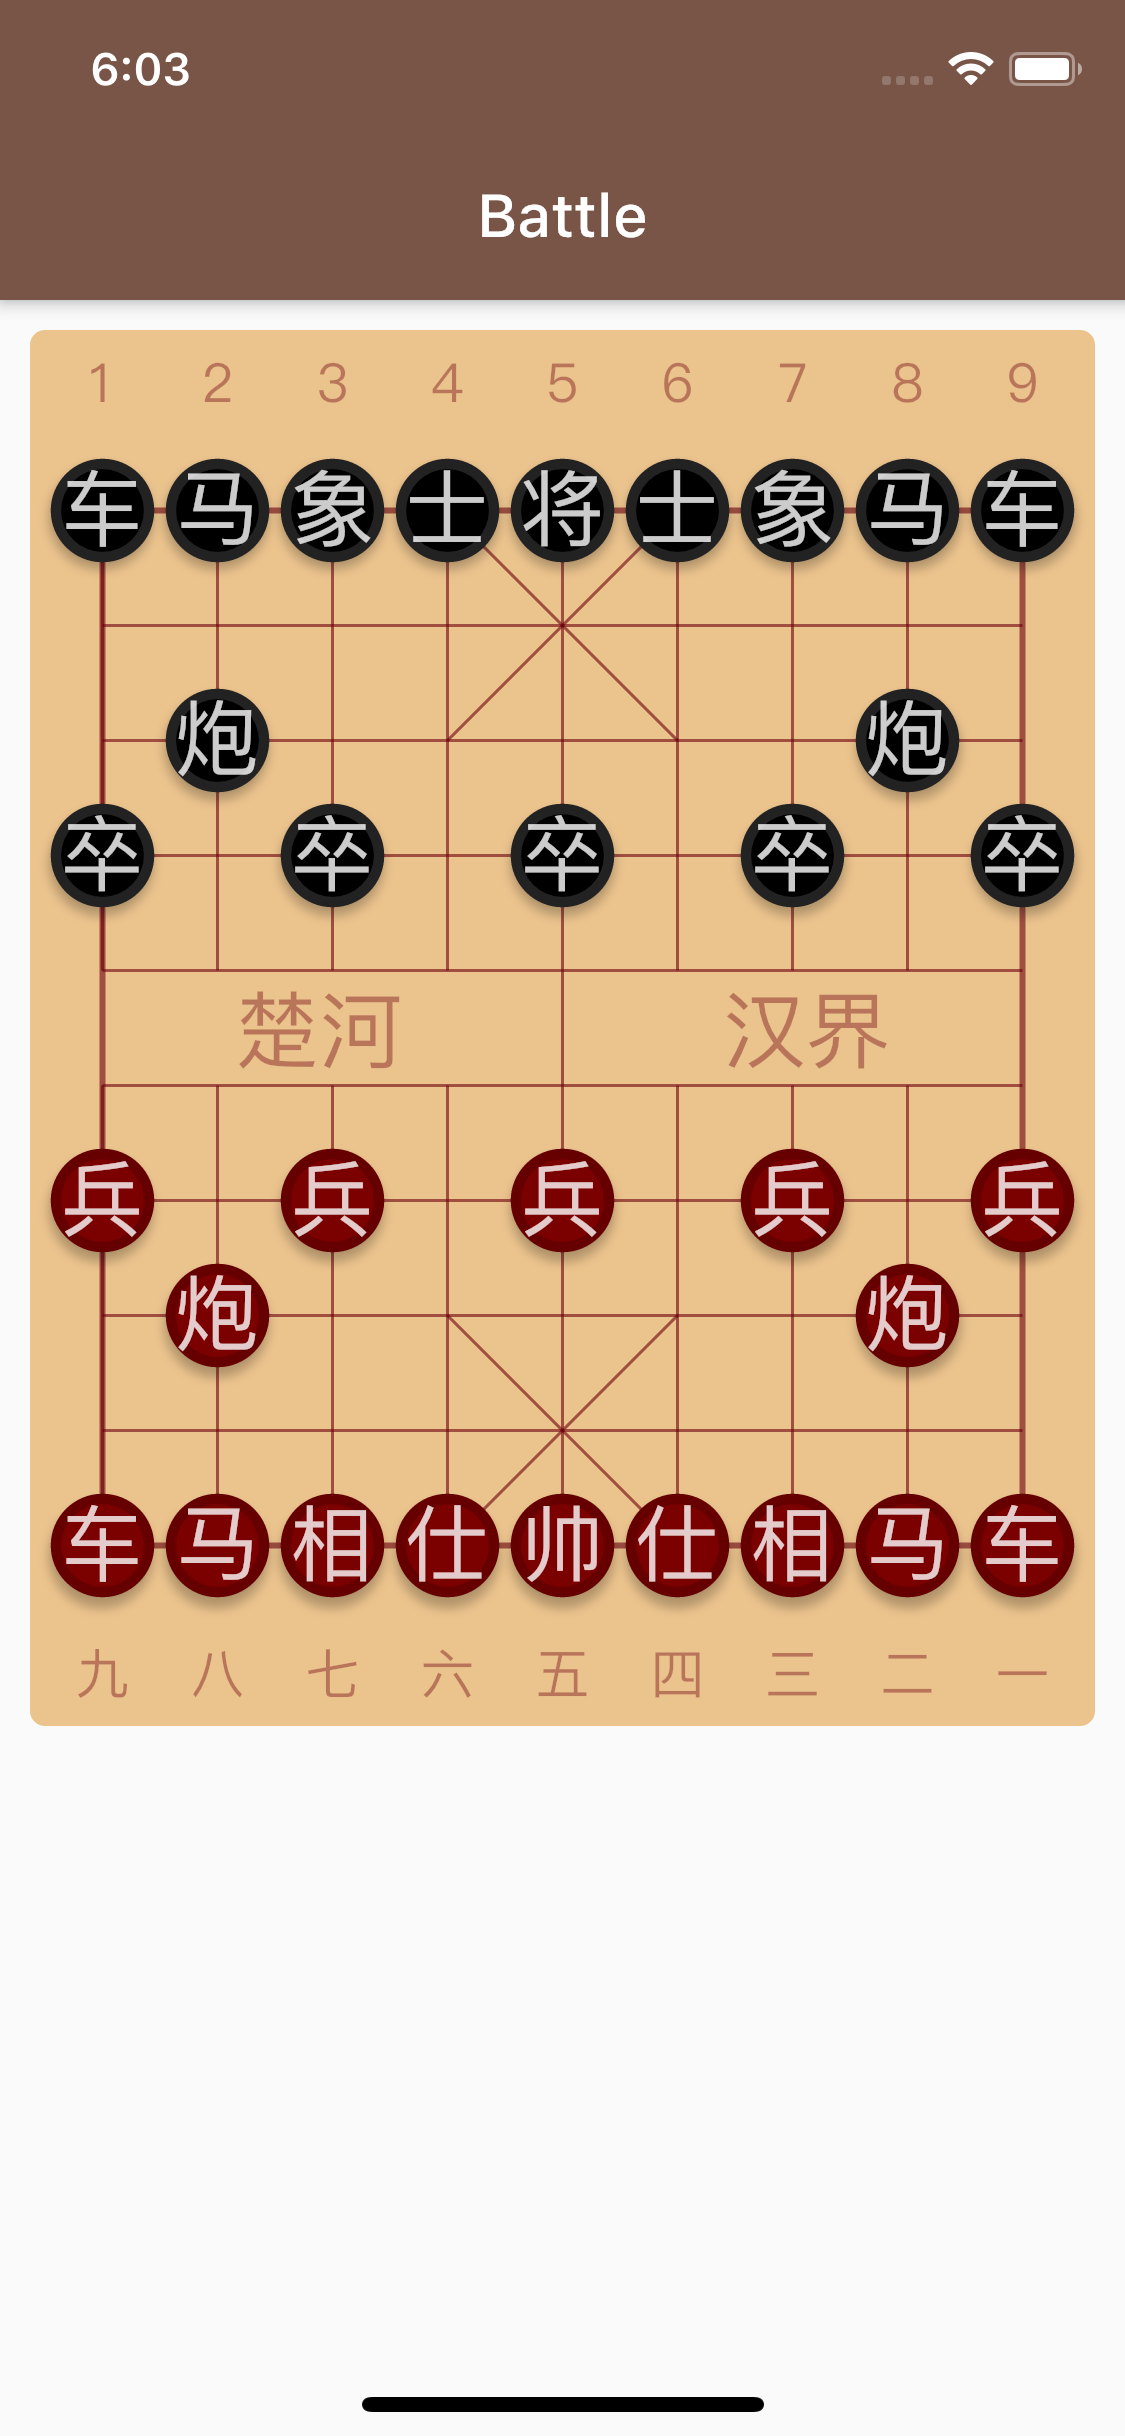 6:03
Battle
1 2 3 4 5 6 7 8 9
车 马 象 士 将 士 象 马 车
炮 炮
卒 卒 卒 卒 卒
楚河 汉界
兵 兵 兵 兵 兵
炮 炮
车 马 相 仕 帅 仕 相 马 车
九 八 七 六 五 四 三 二 一